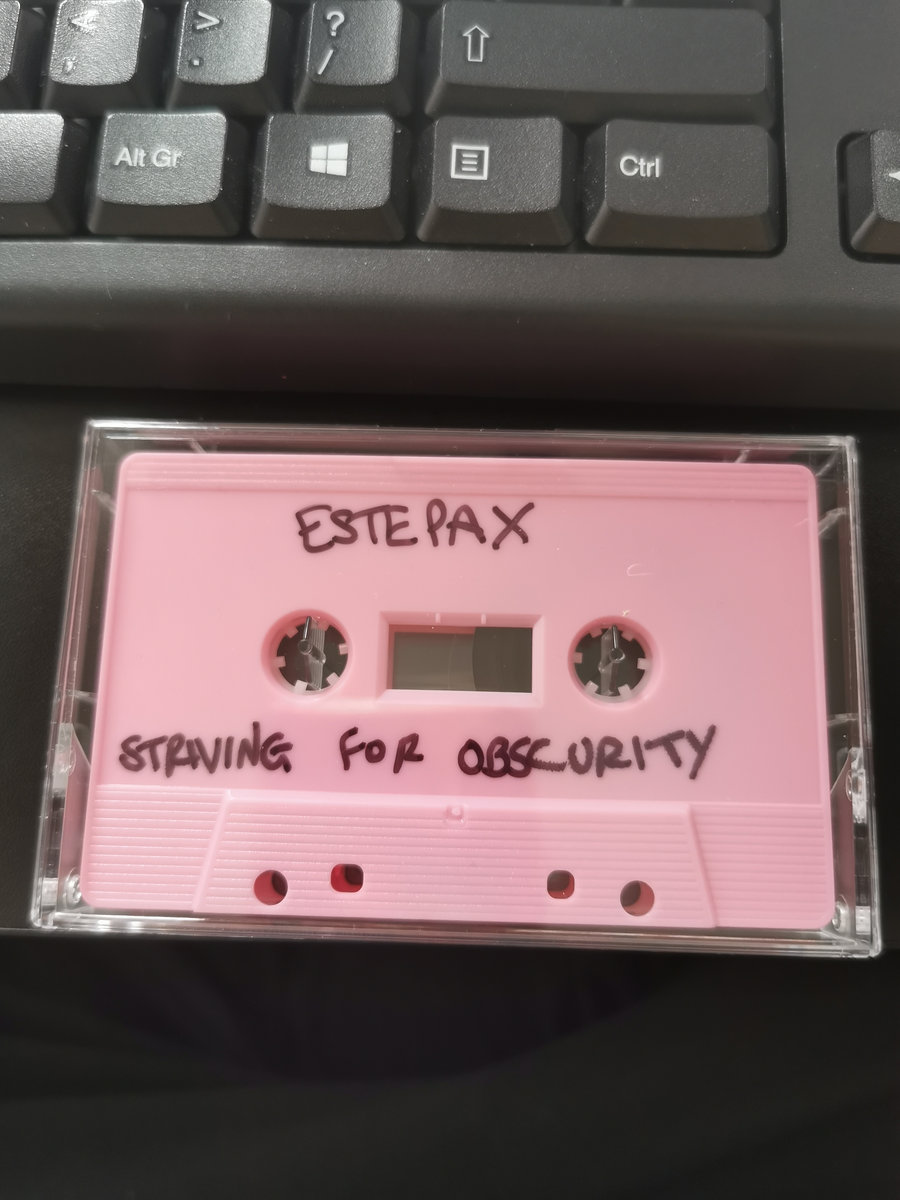 < >  ?
, . /
Alt Gr Ctrl
ESTEPAX
STRIVING FOR OBSCURITY